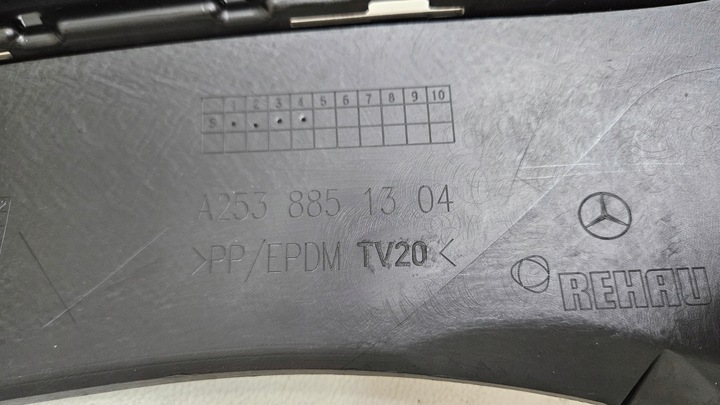 1 2 3 4 5 6 7 8 9 10
S
A253 885 13 04
>PP/EPDM TV20<
REHAU